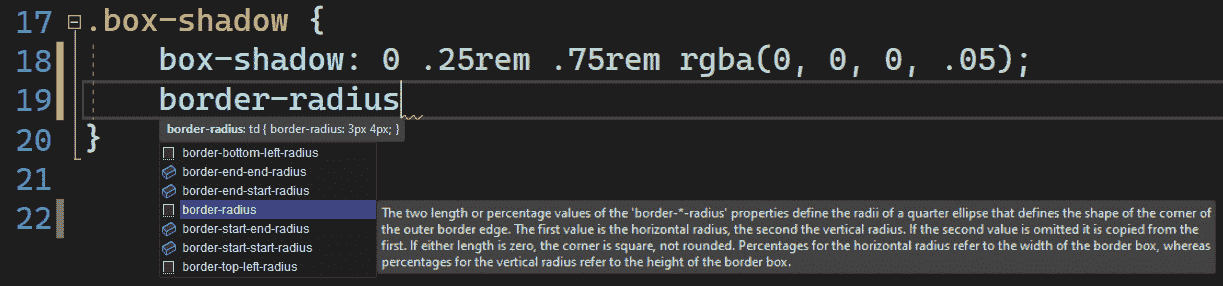 17 .box-shadow {
18 box-shadow: 0 .25rem .75rem rgba(0, 0, 0, .05);
19 border-radius
border-radius: td { border-radius: 3px 4px; }
20 }
border-bottom-left-radius
border-end-end-radius
21
border-end-start-radius
22 border-radius
The two length or percentage values of the 'border-*-radius' properties define the radii of a quarter ellipse that defines the shape of the corner of
the outer border edge. The first value is the horizontal radius, the second the vertical radius. If the second value is omitted it is copied from the
first. If either length is zero, the corner is square, not rounded. Percentages for the horizontal radius refer to the width of the border box, whereas
percentages for the vertical radius refer to the height of the border box.
border-start-end-radius
border-start-start-radius
border-top-left-radius